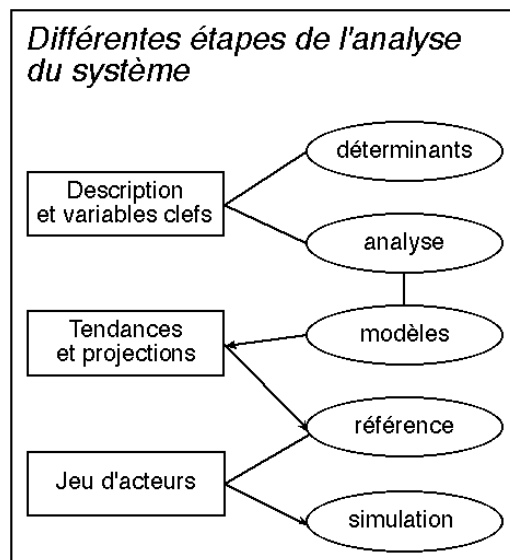 Différentes étapes de l'analyse
du système
déterminants
Description
et variables clefs
analyse
Tendances
et projections
modèles
référence
Jeu d'acteurs
simulation